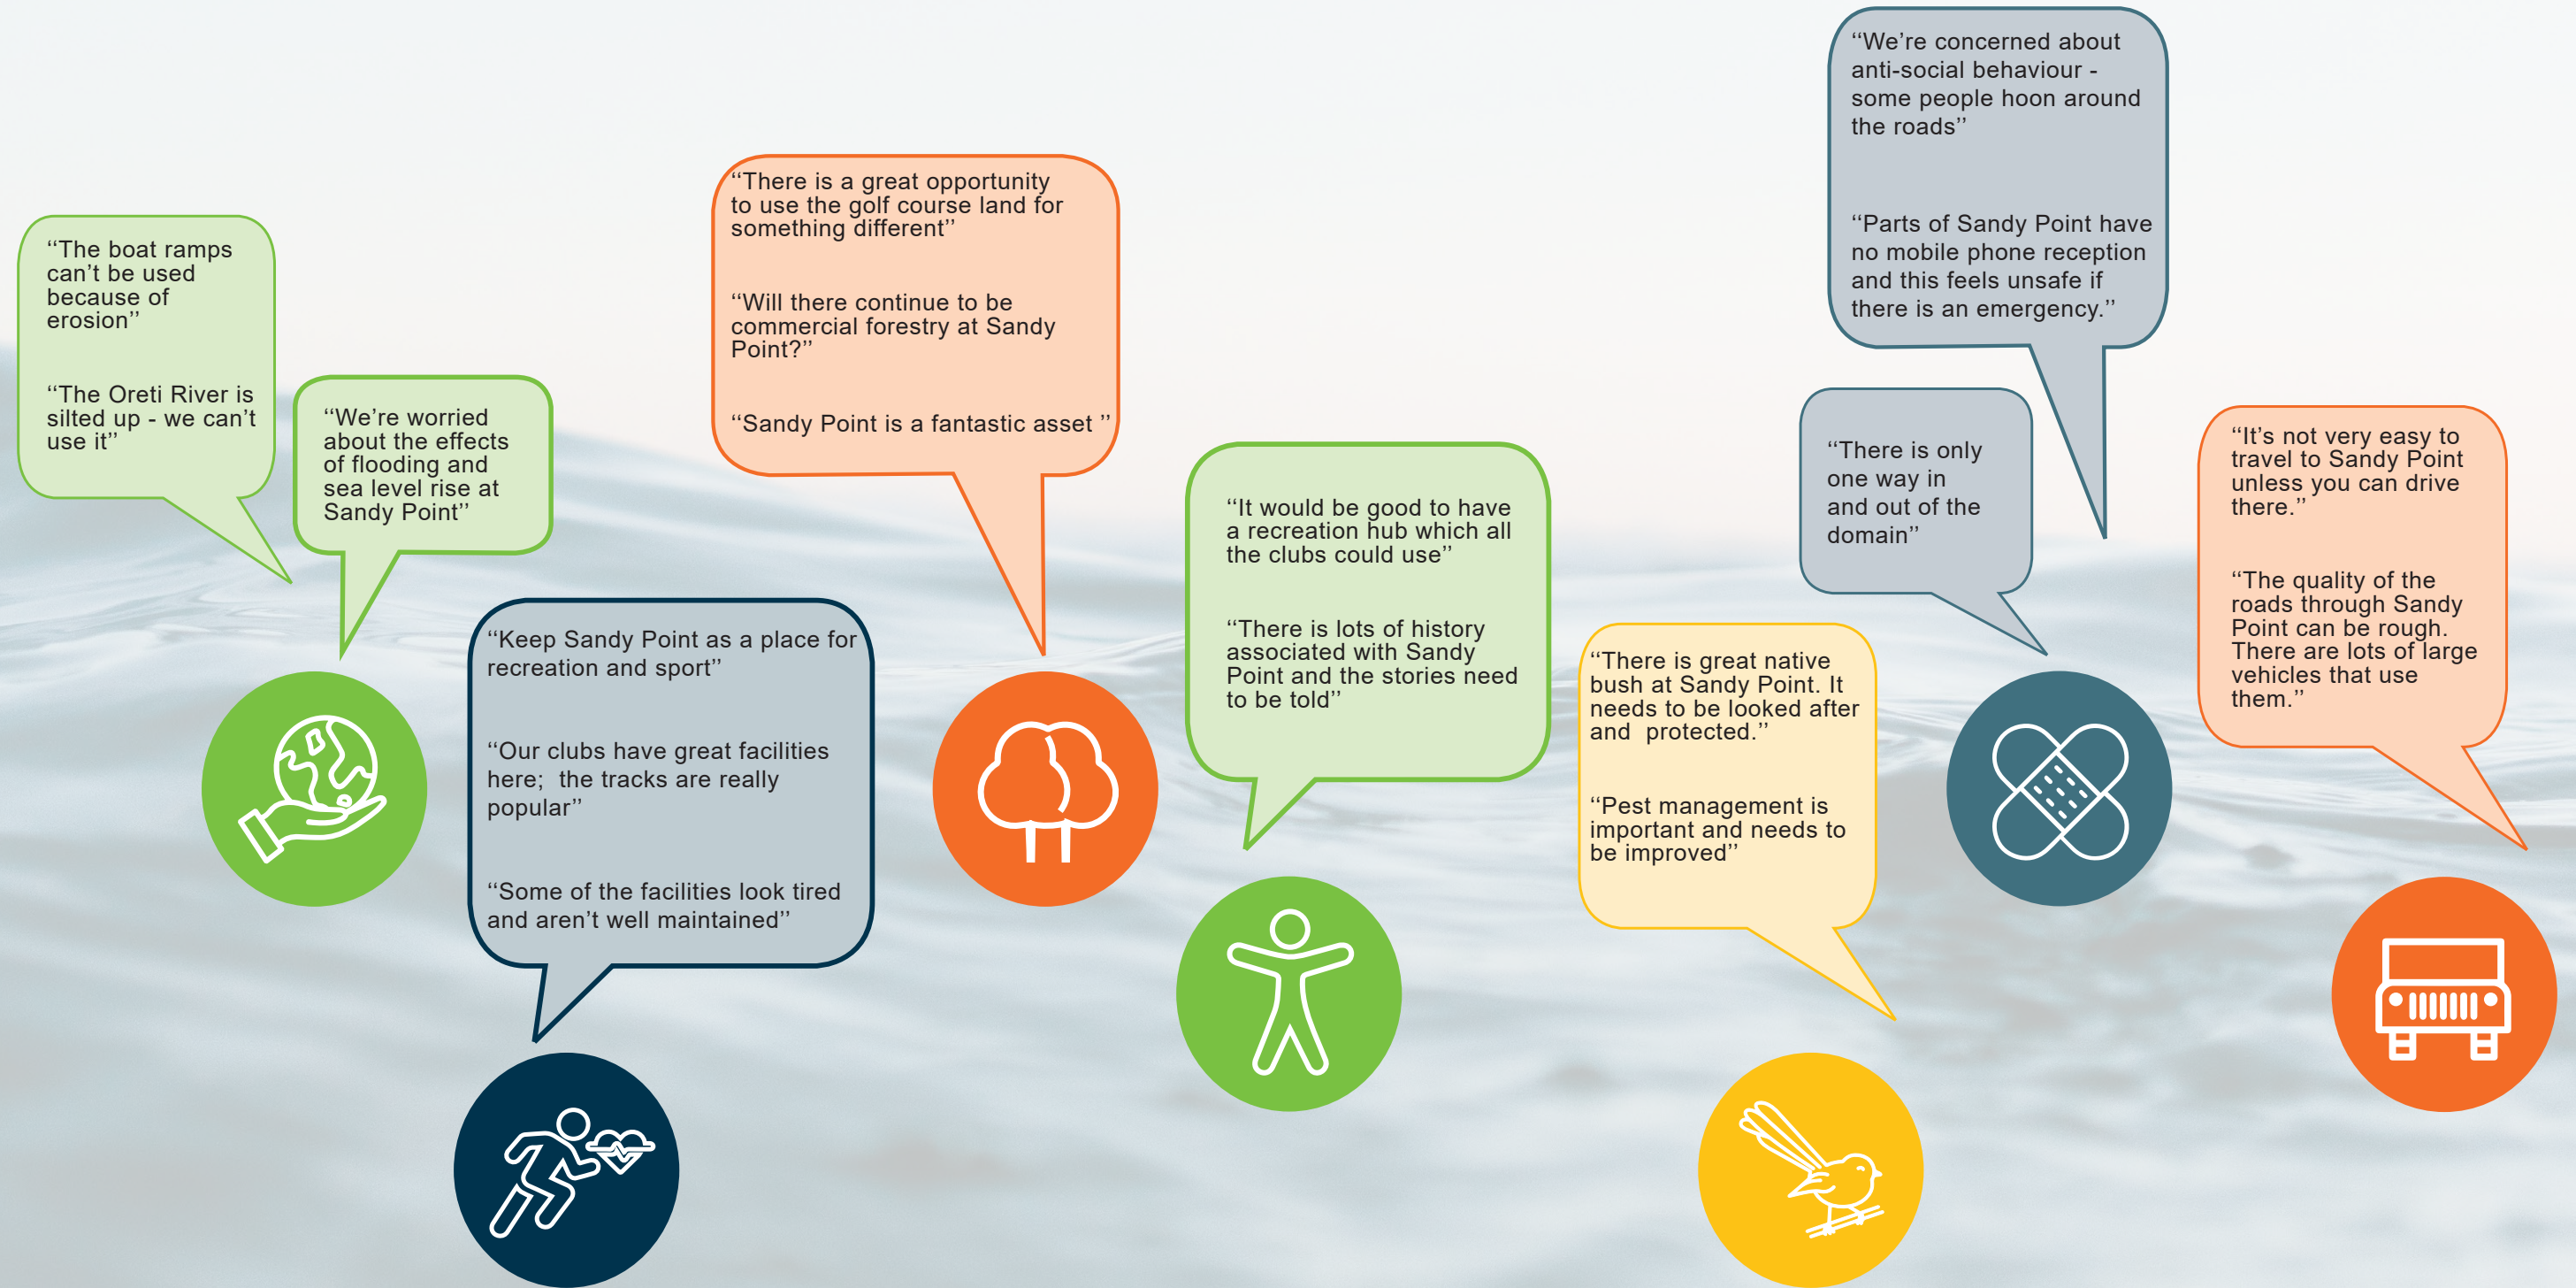 ‘‘The boat ramps
can’t be used
because of
erosion’’
‘‘The Oreti River is
silted up - we can’t
use it’’
‘‘We’re worried
about the effects
of flooding and
sea level rise at
Sandy Point’’
‘‘Keep Sandy Point as a place for
recreation and sport’’
‘‘Our clubs have great facilities
here;  the tracks are really
popular’’
‘‘Some of the facilities look tired
and aren’t well maintained’’
‘‘There is a great opportunity
to use the golf course land for
something different’’
‘‘Will there continue to be
commercial forestry at Sandy
Point?’’
‘‘Sandy Point is a fantastic asset ’’
‘‘It would be good to have
a recreation hub which all
the clubs could use’’
‘‘There is lots of history
associated with Sandy
Point and the stories need
to be told’’
‘‘There is great native
bush at Sandy Point. It
needs to be looked after
and  protected.’’
‘‘Pest management is
important and needs to
be improved’’
‘‘We’re concerned about
anti-social behaviour -
some people hoon around
the roads’’
‘‘Parts of Sandy Point have
no mobile phone reception
and this feels unsafe if
there is an emergency.’’
‘‘There is only
one way in
and out of the
domain’’
‘‘It’s not very easy to
travel to Sandy Point
unless you can drive
there.’’
‘‘The quality of the
roads through Sandy
Point can be rough.
There are lots of large
vehicles that use
them.’’